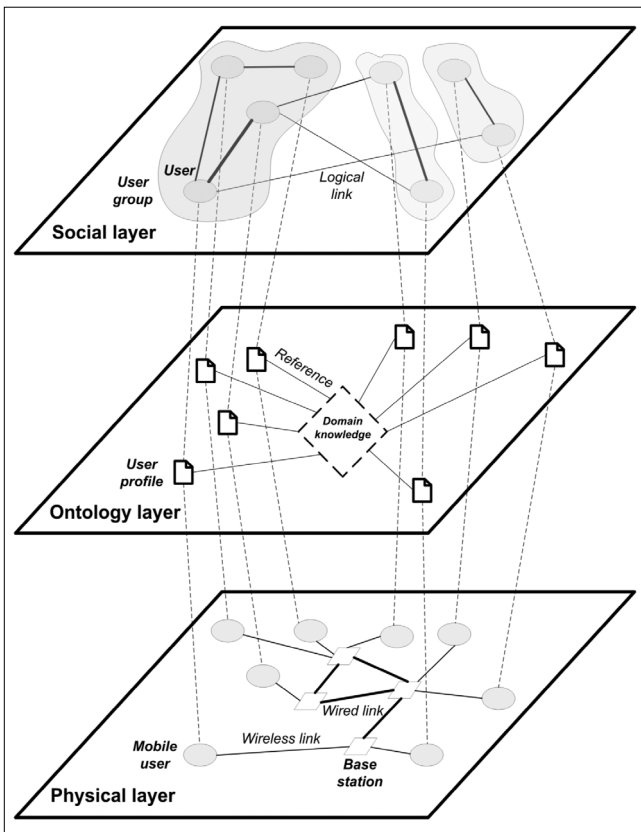 User
User
group
Logical
link
Social layer
Reference
Domain
knowledge
User
profile
Ontology layer
Wired link
Wireless link
Mobile
user
Base
station
Physical layer